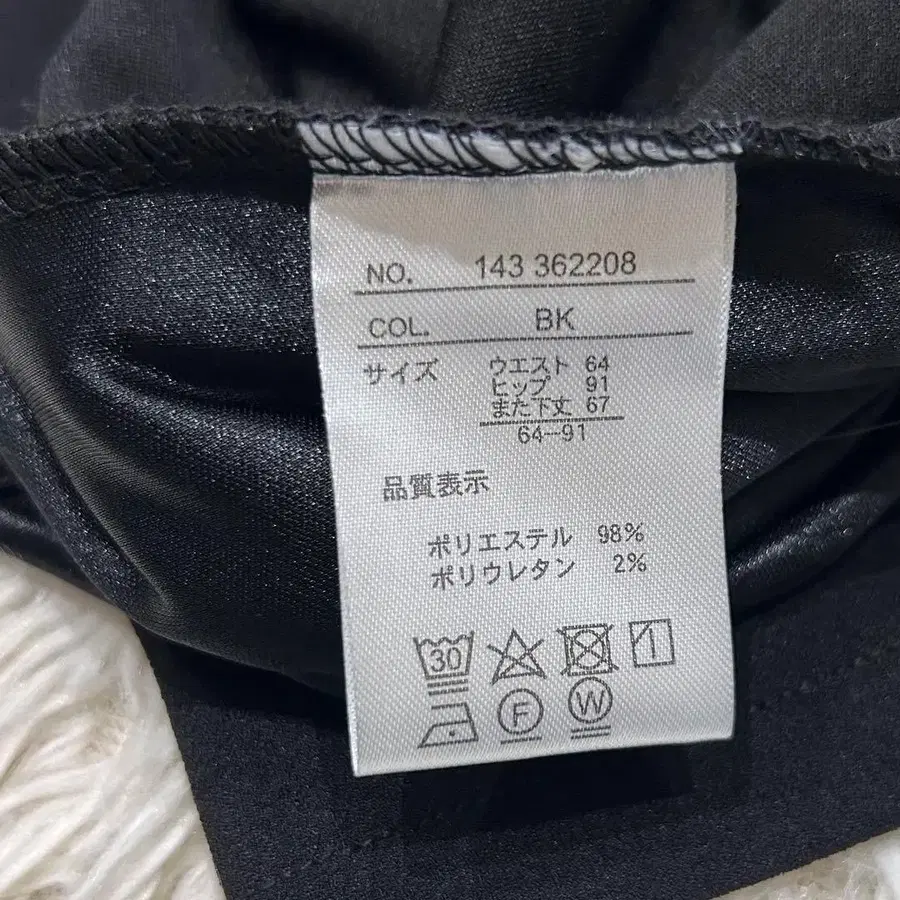 NO. 143 362208
COL. BK
サイズ ウエスト 64
ヒップ 91
また下丈 67
64-91
品質表示
ポリエステル 98%
ポリウレタン 2%
30
F W